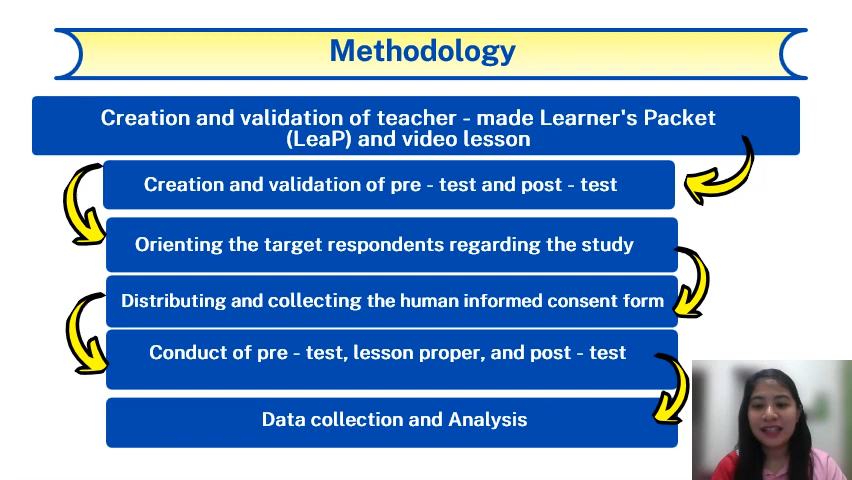 Methodology
Creation and validation of teacher - made Learner's Packet
(LeaP) and video lesson
Creation and validation of pre - test and post - test
Orienting the target respondents regarding the study
Distributing and collecting the human informed consent form
Conduct of pre - test, lesson proper, and post - test
Data collection and Analysis